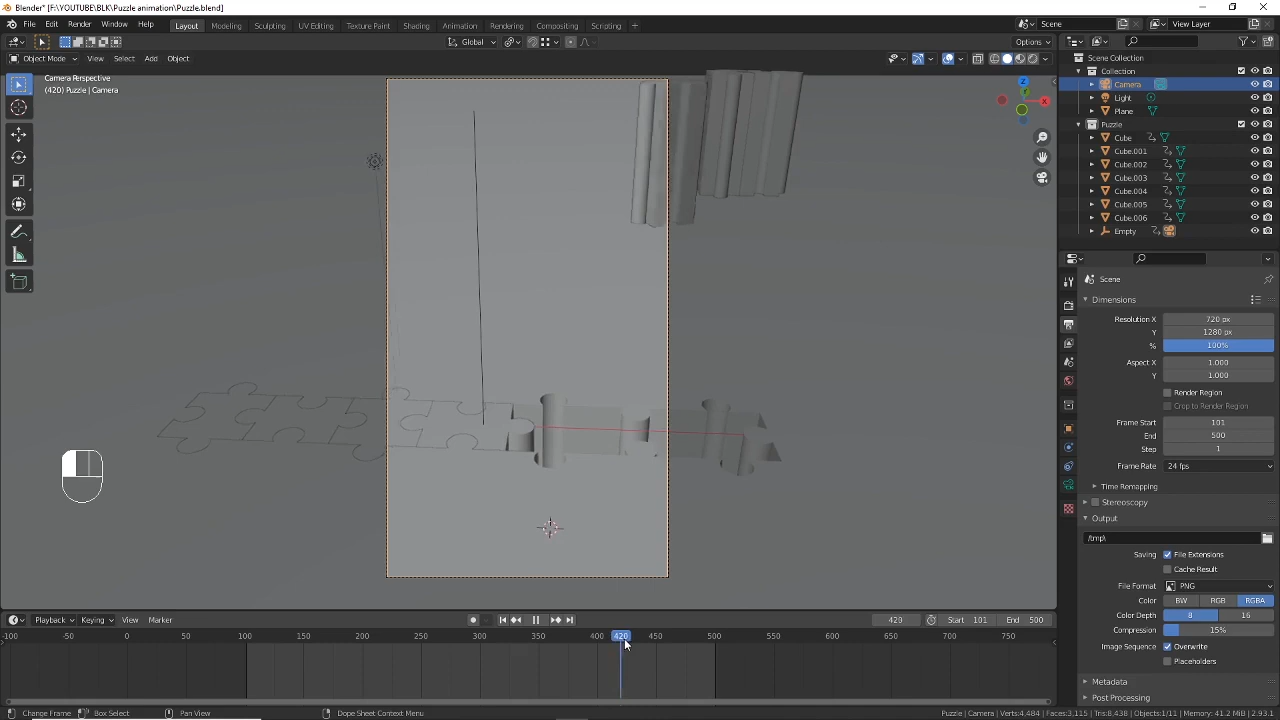 Blender* [F:\YOUTUBE\BLK\Puzzle animation\Puzzle.blend]
File Edit Render Window Help Layout Modeling Sculpting UV Editing Texture Paint Shading Animation Rendering Compositing Scripting Scene View Layer
Global Options
Object Mode View Select Add Object
Camera Perspective
(420) Puzzle | Camera
Z
Y
X
Scene Collection
Collection
Camera
Light
Plane
Puzzle
Cube
Cube.001
Cube.002
Cube.003
Cube.004
Cube.005
Cube.006
Empty
Scene
Dimensions
Resolution X 720 px
Y 1280 px
% 100%
Aspect X 1.000
Y 1.000
Render Region
Crop to Render Region
Frame Start 101
End 500
Step 1
Frame Rate 24 fps
Time Remapping
Stereoscopy
Output
/tmp\
Saving File Extensions
Cache Result
File Format PNG
Color BW RGB RGBA
Color Depth 8 16
Compression 15%
Image Sequence Overwrite
Placeholders
Metadata
Post Processing
Playback Keying View Marker 420 Start 101 End 500
-100 -50 0 50 100 150 200 250 300 350 400 420 450 500 550 600 650 700 750
Change Frame Box Select Pan View Dope Sheet Context Menu Puzzle | Camera | Verts:4,484 | Faces:3,115 | Tris:8,438 | Objects:1/11 | Memory: 41.2 MiB | 2.93.1